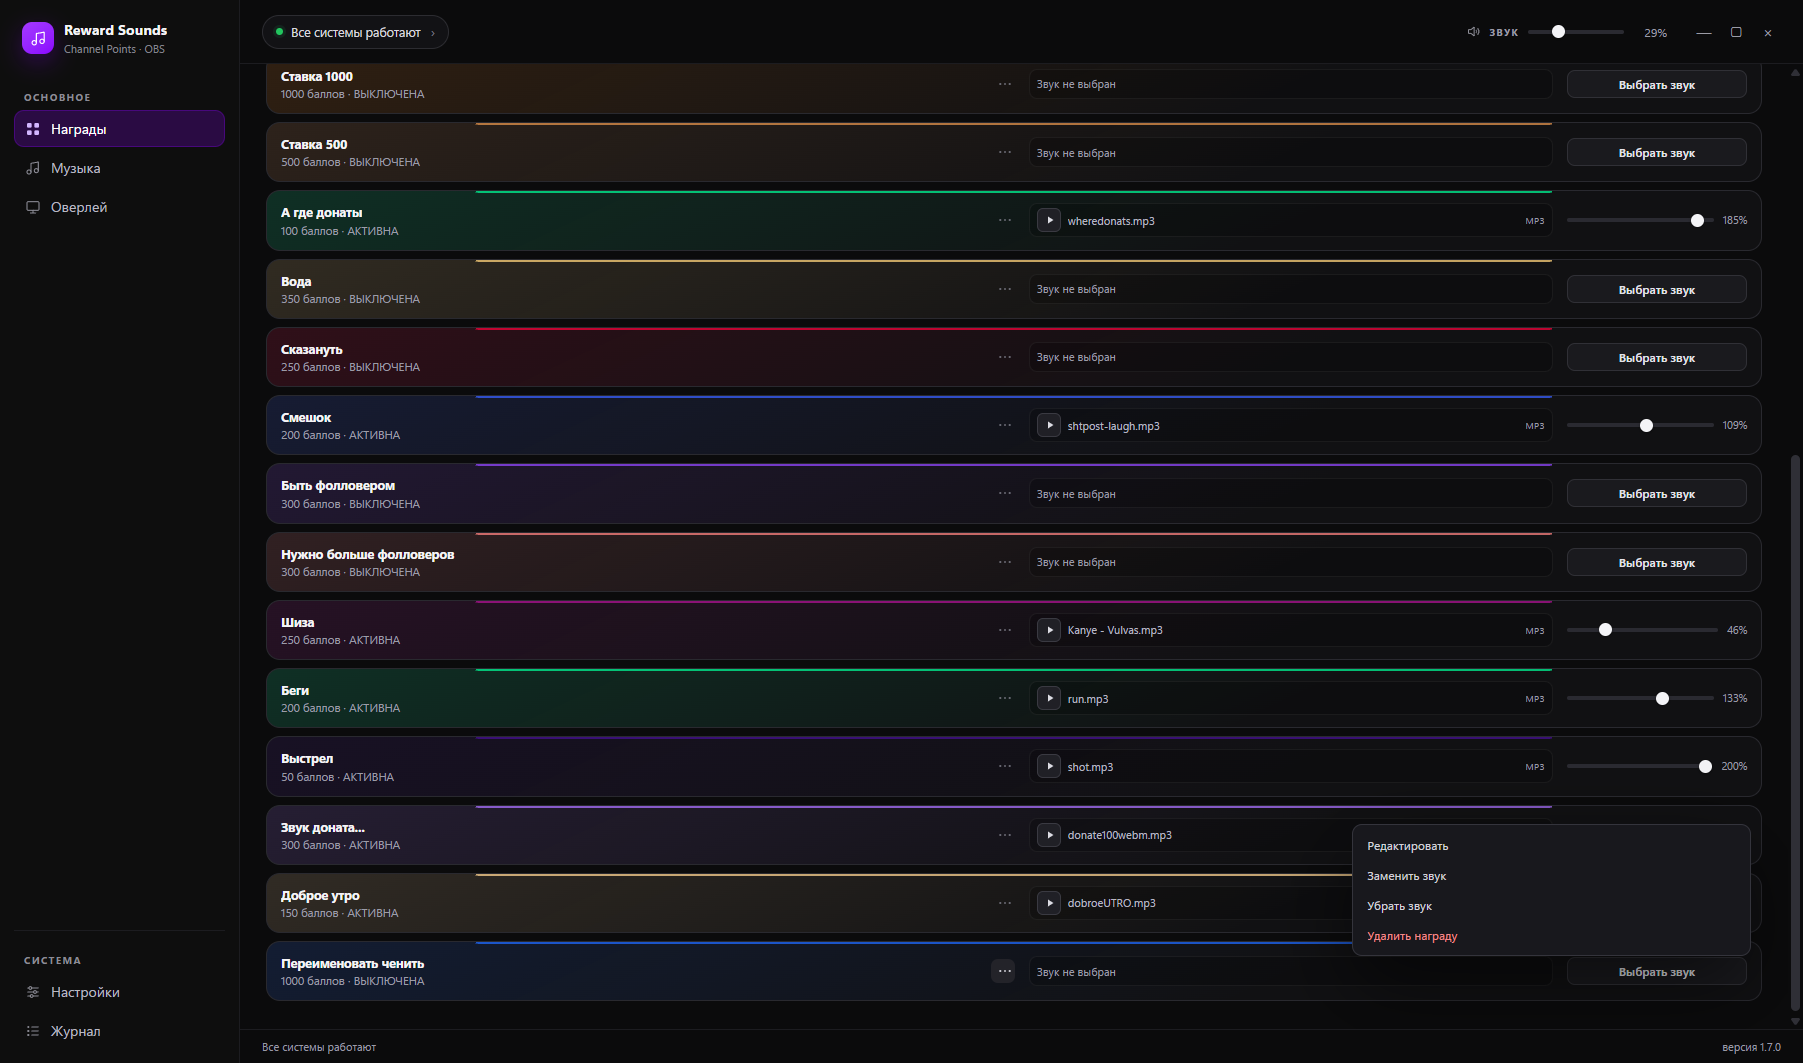 Reward Sounds
Channel Points · OBS
ОСНОВНОЕ
Награды
Музыка
Оверлей
СИСТЕМА
Настройки
Журнал
Все системы работают ›
ЗВУК 29%
Ставка 1000
1000 баллов · ВЫКЛЮЧЕНА
Звук не выбран
Выбрать звук
Ставка 500
500 баллов · ВЫКЛЮЧЕНА
Звук не выбран
Выбрать звук
А где донаты
100 баллов · АКТИВНА
wheredonats.mp3
MP3
185%
Вода
350 баллов · ВЫКЛЮЧЕНА
Звук не выбран
Выбрать звук
Сказануть
250 баллов · ВЫКЛЮЧЕНА
Звук не выбран
Выбрать звук
Смешок
200 баллов · АКТИВНА
shtpost-laugh.mp3
MP3
109%
Быть фолловером
300 баллов · ВЫКЛЮЧЕНА
Звук не выбран
Выбрать звук
Нужно больше фолловеров
300 баллов · ВЫКЛЮЧЕНА
Звук не выбран
Выбрать звук
Шиза
250 баллов · АКТИВНА
Kanye - Vulvas.mp3
MP3
46%
Беги
200 баллов · АКТИВНА
run.mp3
MP3
133%
Выстрел
50 баллов · АКТИВНА
shot.mp3
MP3
200%
Звук доната...
300 баллов · АКТИВНА
donate100webm.mp3
Доброе утро
150 баллов · АКТИВНА
dobroeUTRO.mp3
Переименовать ченить
1000 баллов · ВЫКЛЮЧЕНА
Звук не выбран
Выбрать звук
Редактировать
Заменить звук
Убрать звук
Удалить награду
Все системы работают
версия 1.7.0